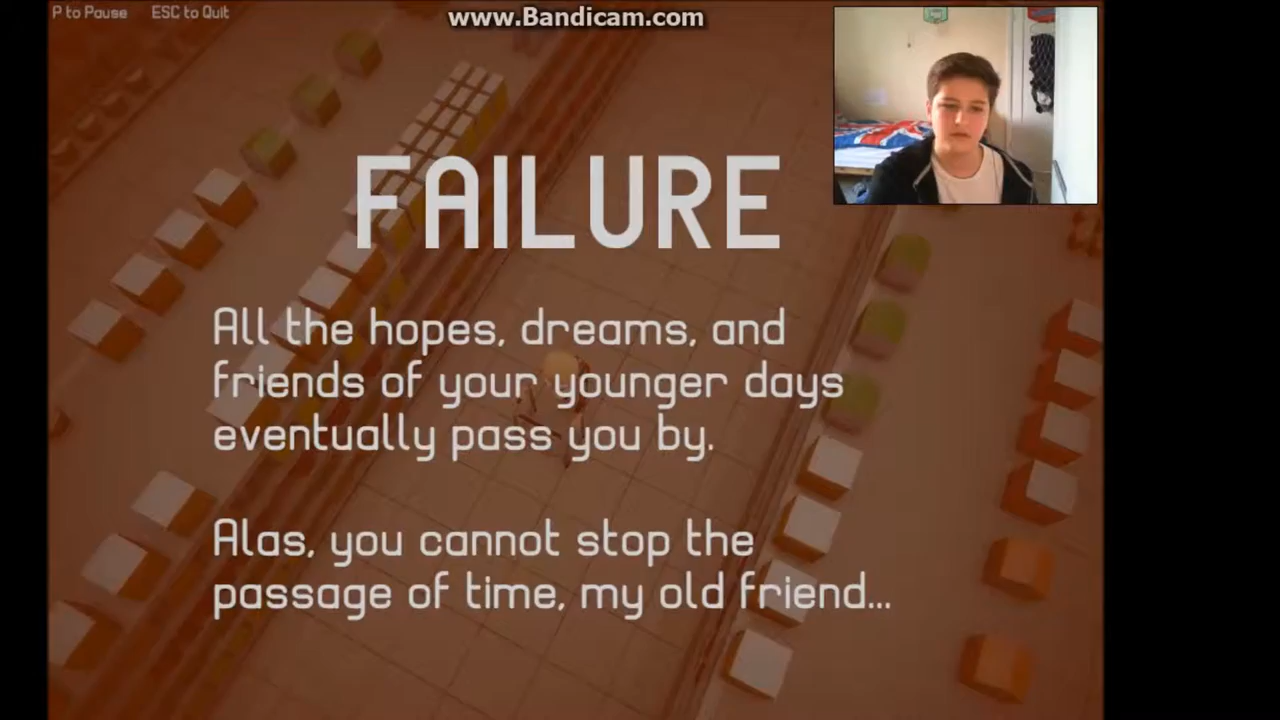 P to Pause ESC to Quit
www.Bandicam.com
FAILURE
All the hopes, dreams, and
friends of your younger days
eventually pass you by.
Alas, you cannot stop the
passage of time, my old friend...